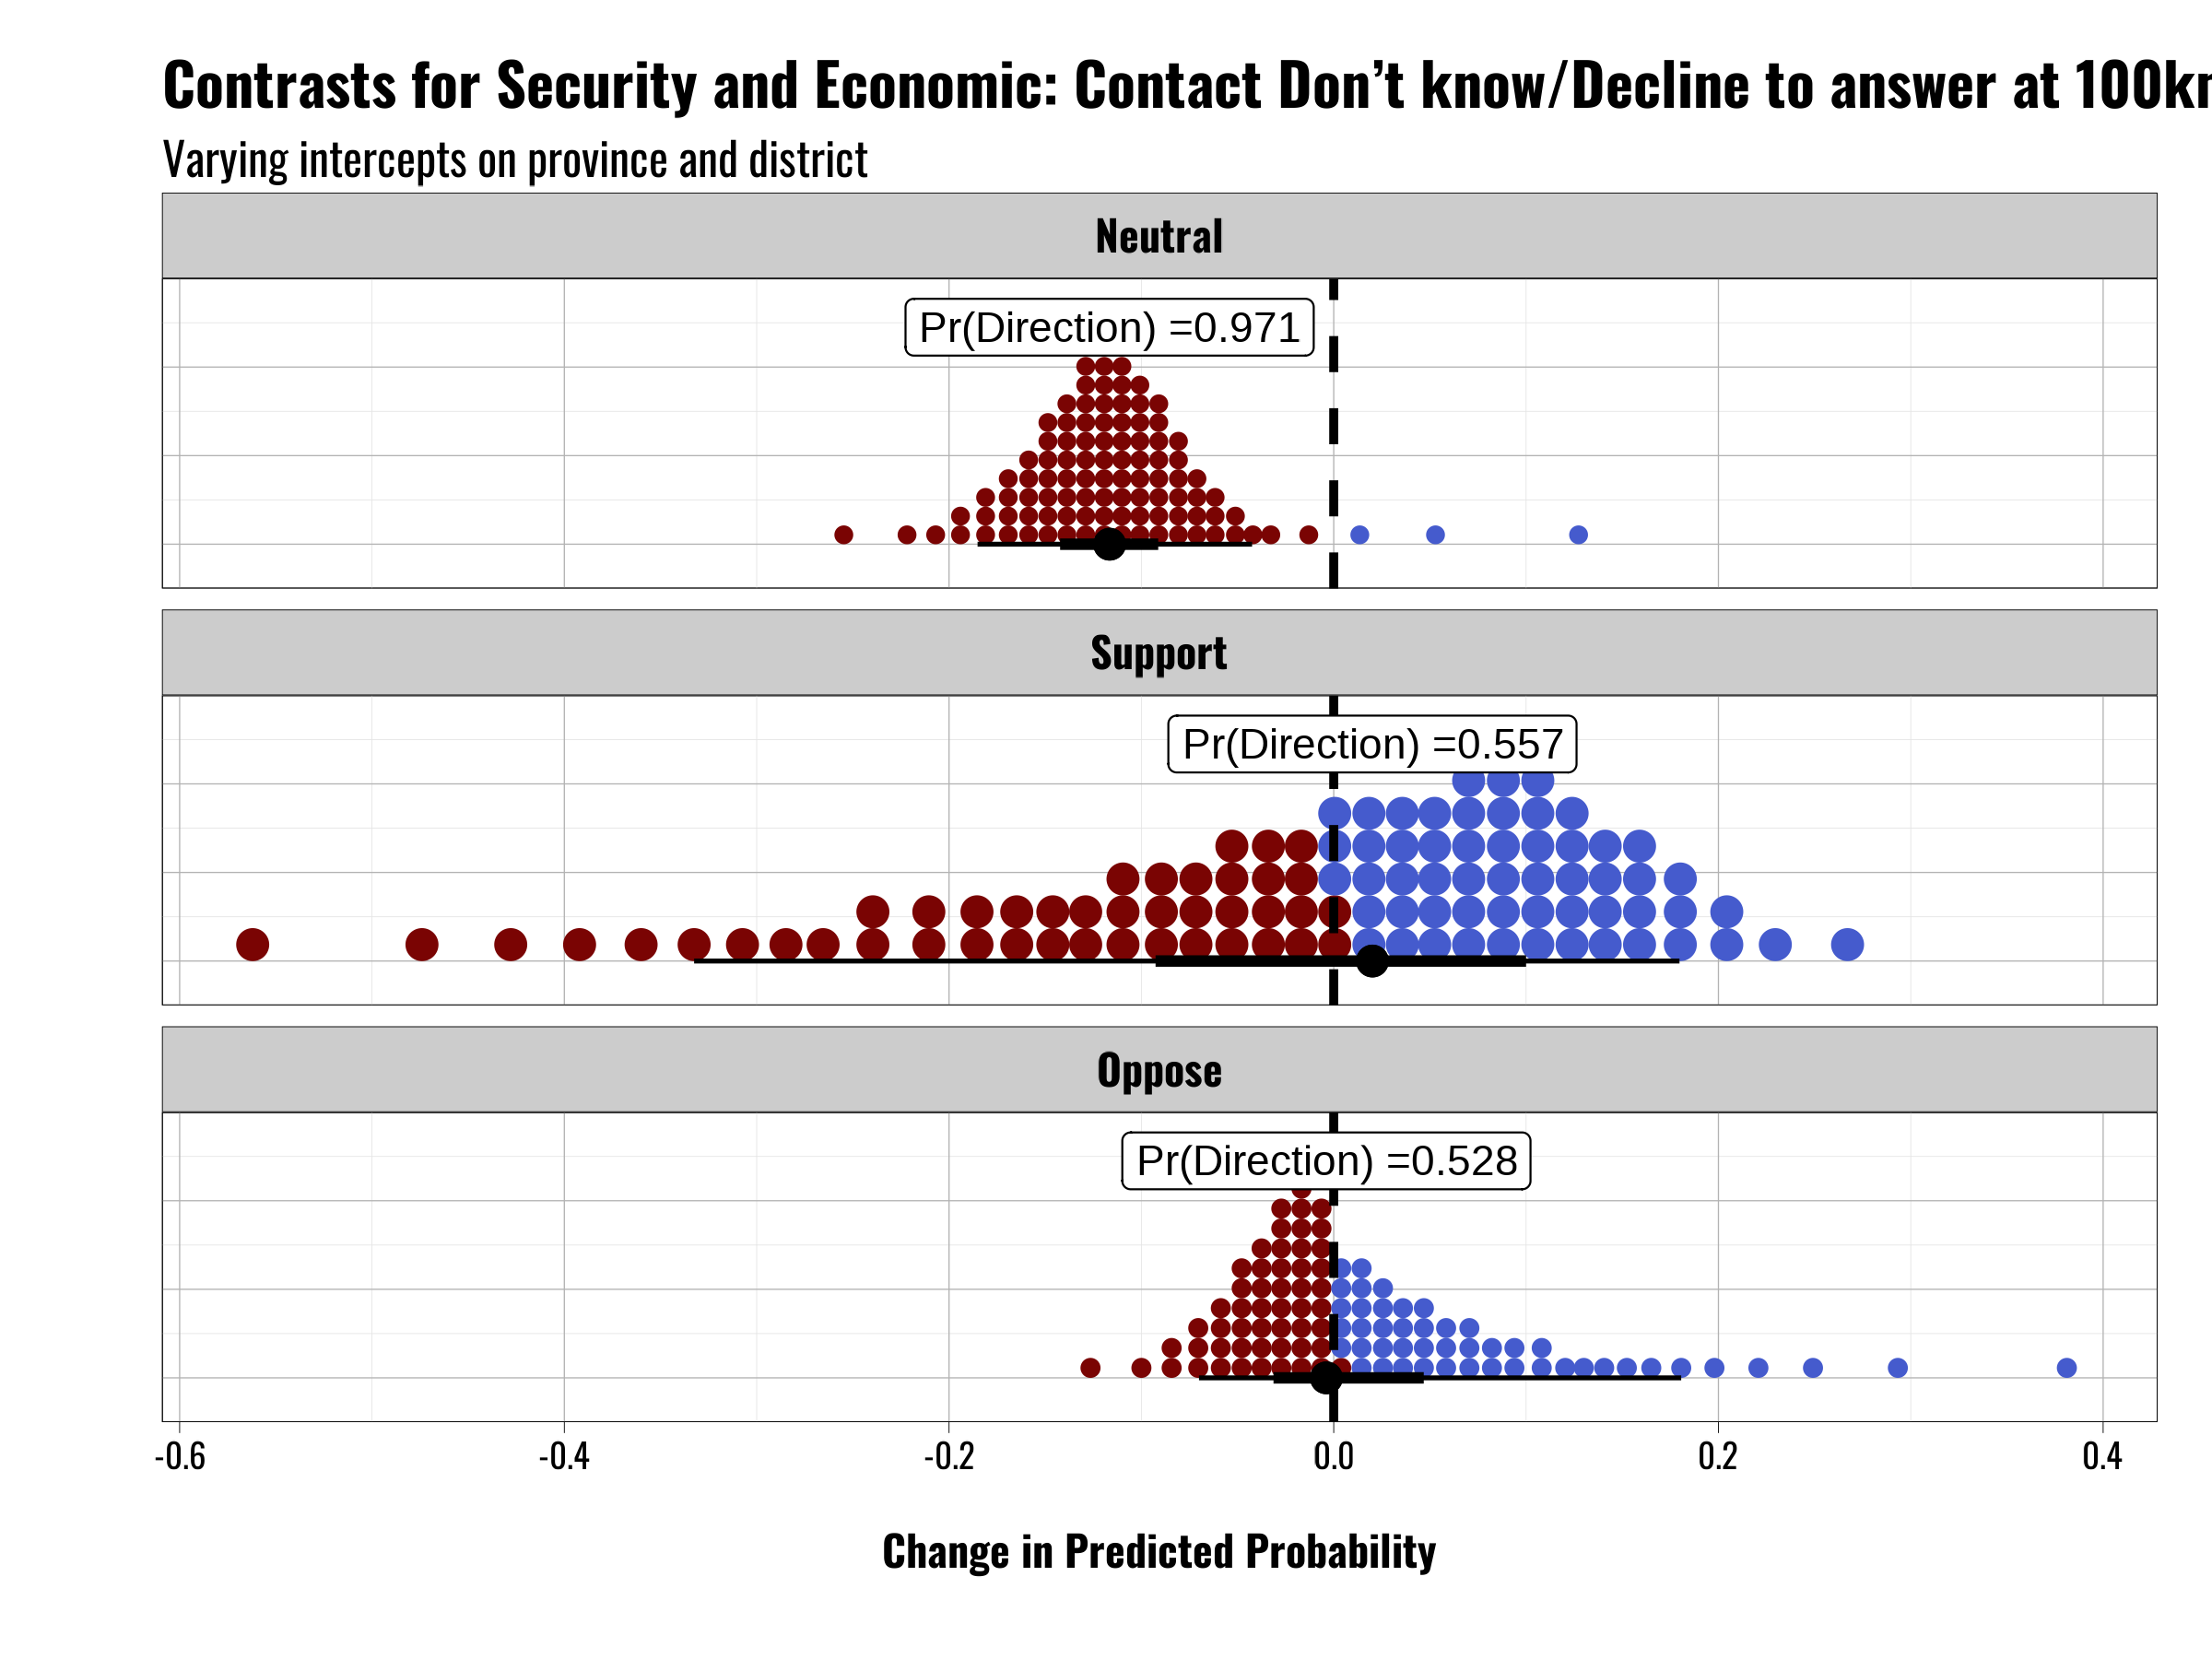 Contrasts for Security and Economic: Contact Don’t know/Decline to answer at
Varying intercepts on province and district
Neutral
Pr(Direction) =0.971
Support
Pr(Direction) =0.557
Oppose
Pr(Direction) =0.528
-0.6 -0.4 -0.2 0.0 0.2 0.4
Change in Predicted Probability